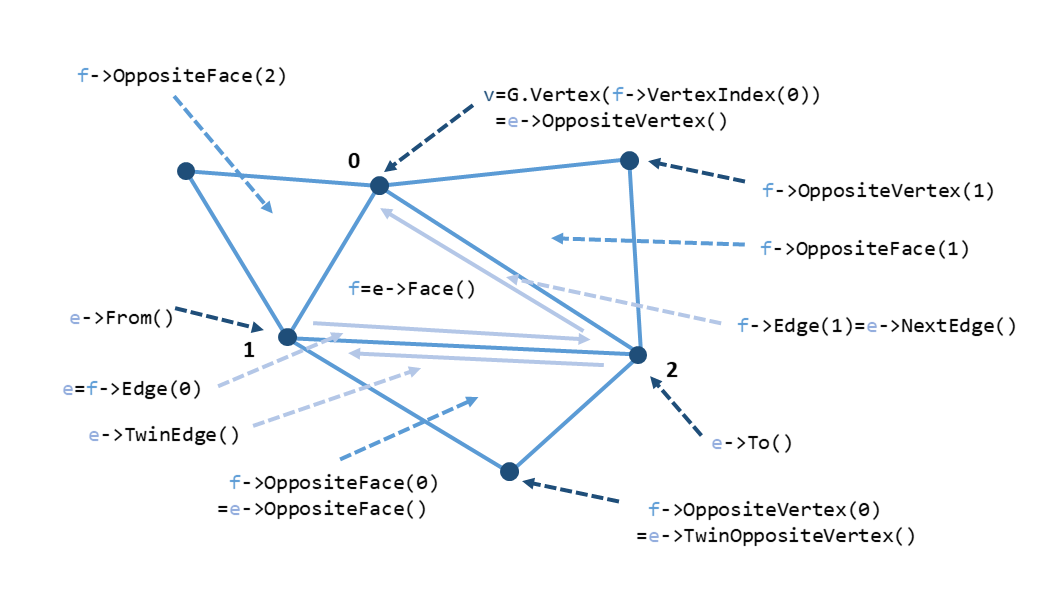 f->OppositeFace(2)
v=G.Vertex(f->VertexIndex(0))
=e->OppositeVertex()
0
f->OppositeVertex(1)
f->OppositeFace(1)
f=e->Face()
e->From()
f->Edge(1)=e->NextEdge()
1
2
e=f->Edge(0)
e->TwinEdge()
e->To()
f->OppositeFace(0)
=e->OppositeFace()
f->OppositeVertex(0)
=e->TwinOppositeVertex()